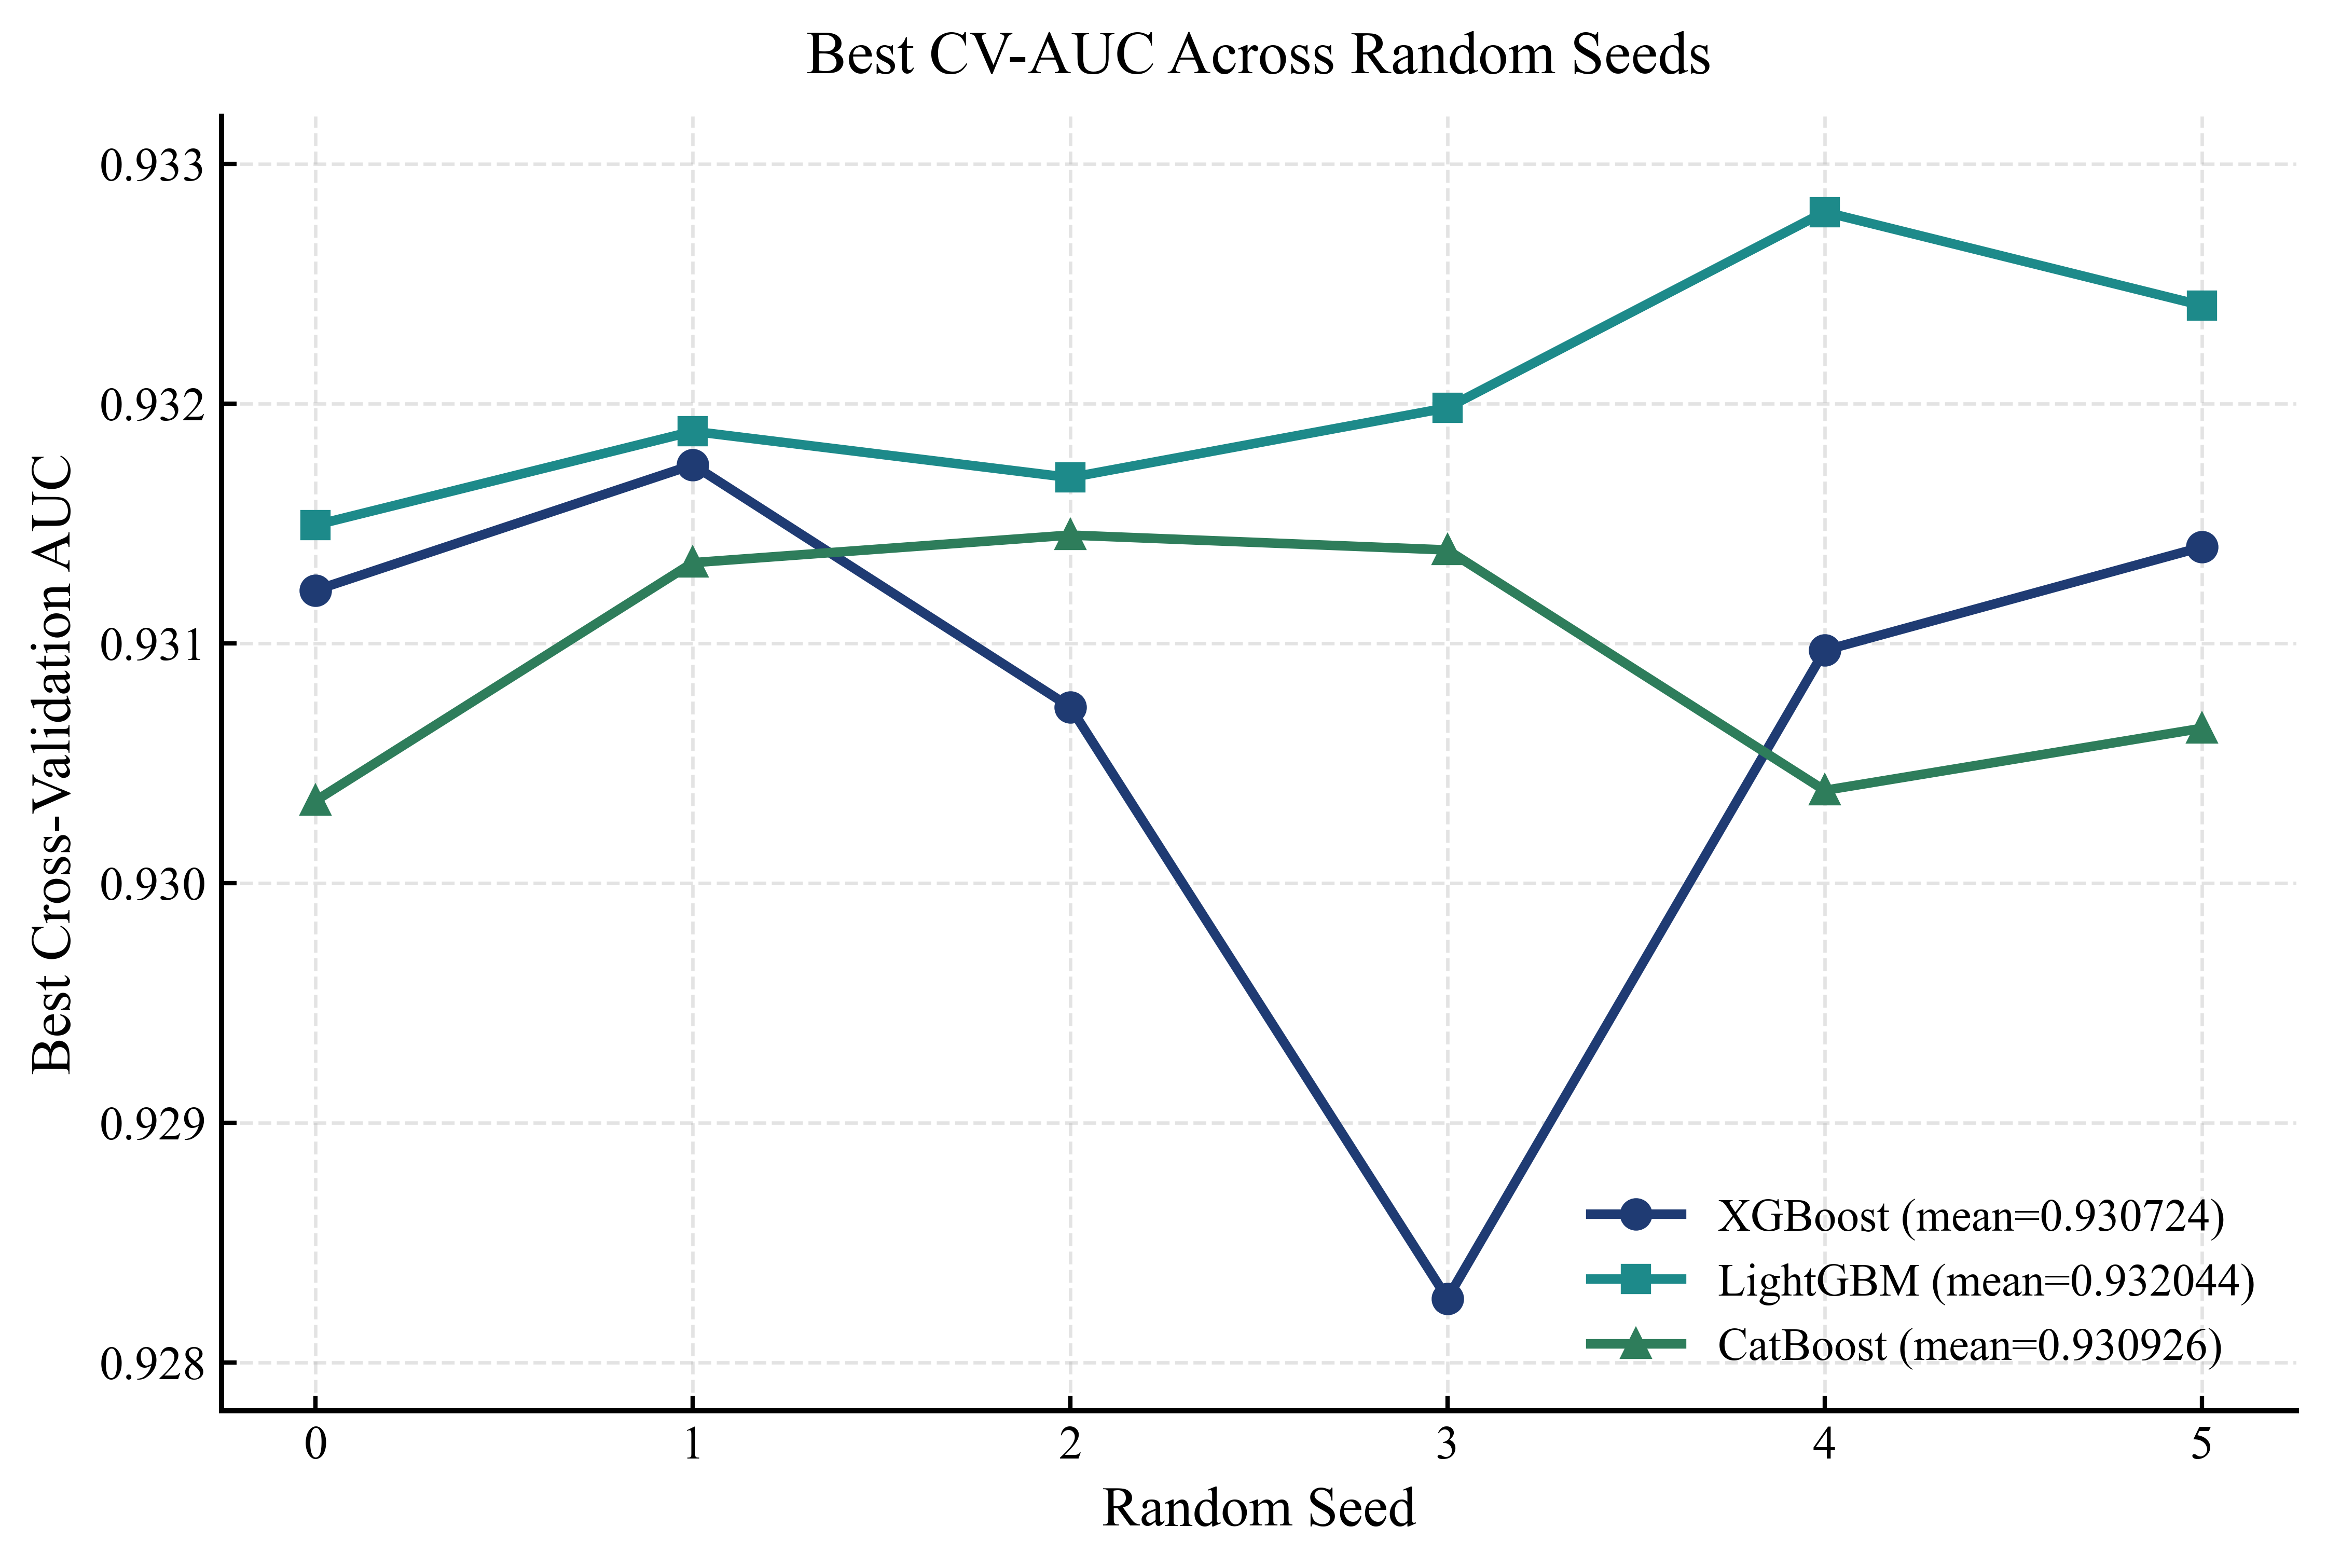 Best CV-AUC Across Random Seeds
Best Cross-Validation AUC
0.933
0.932
0.931
0.930
0.929
0.928
XGBoost (mean=0.930724)
LightGBM (mean=0.932044)
CatBoost (mean=0.930926)
0 1 2 3 4 5
Random Seed